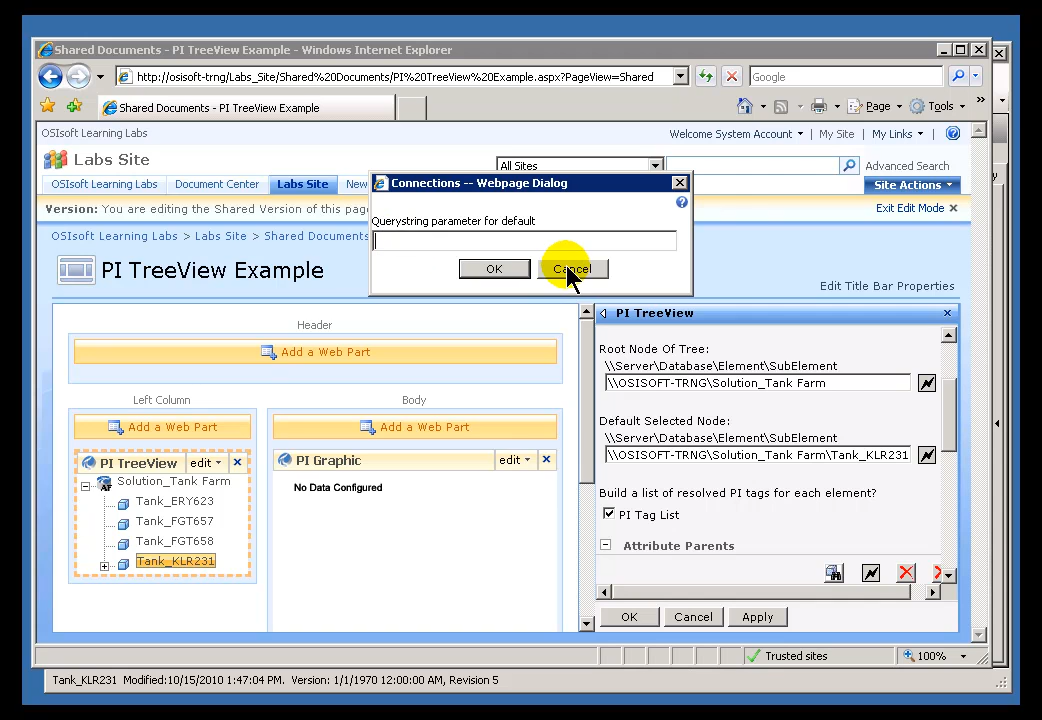 Shared Documents - PI TreeView Example - Windows Internet Explorer
http://osisoft-trng/Labs_Site/Shared%20Documents/PI%20TreeView%20Example.aspx?PageView=Shared
Google
Shared Documents - PI TreeView Example
Page
Tools
OSIsoft Learning Labs
Welcome System Account
My Site
My Links
Labs Site
All Sites
Advanced Search
OSIsoft Learning Labs
Document Center
Labs Site
New
Site Actions
Version: You are editing the Shared Version of this page
Exit Edit Mode
OSIsoft Learning Labs > Labs Site > Shared Documents
PI TreeView Example
Edit Title Bar Properties
Connections -- Webpage Dialog
Querystring parameter for default
OK
Cancel
Header
Add a Web Part
Left Column
Add a Web Part
PI TreeView
edit
AF
Solution_Tank Farm
Tank_ERY623
Tank_FGT657
Tank_FGT658
Tank_KLR231
Body
Add a Web Part
PI Graphic
edit
No Data Configured
PI TreeView
Root Node Of Tree:
\\Server\Database\Element\SubElement
\\OSISOFT-TRNG\Solution_Tank Farm
Default Selected Node:
\\Server\Database\Element\SubElement
\\OSISOFT-TRNG\Solution_Tank Farm\Tank_KLR231
Build a list of resolved PI tags for each element?
PI Tag List
Attribute Parents
OK
Cancel
Apply
Trusted sites
100%
Tank_KLR231 Modified:10/15/2010 1:47:04 PM. Version: 1/1/1970 12:00:00 AM, Revision 5